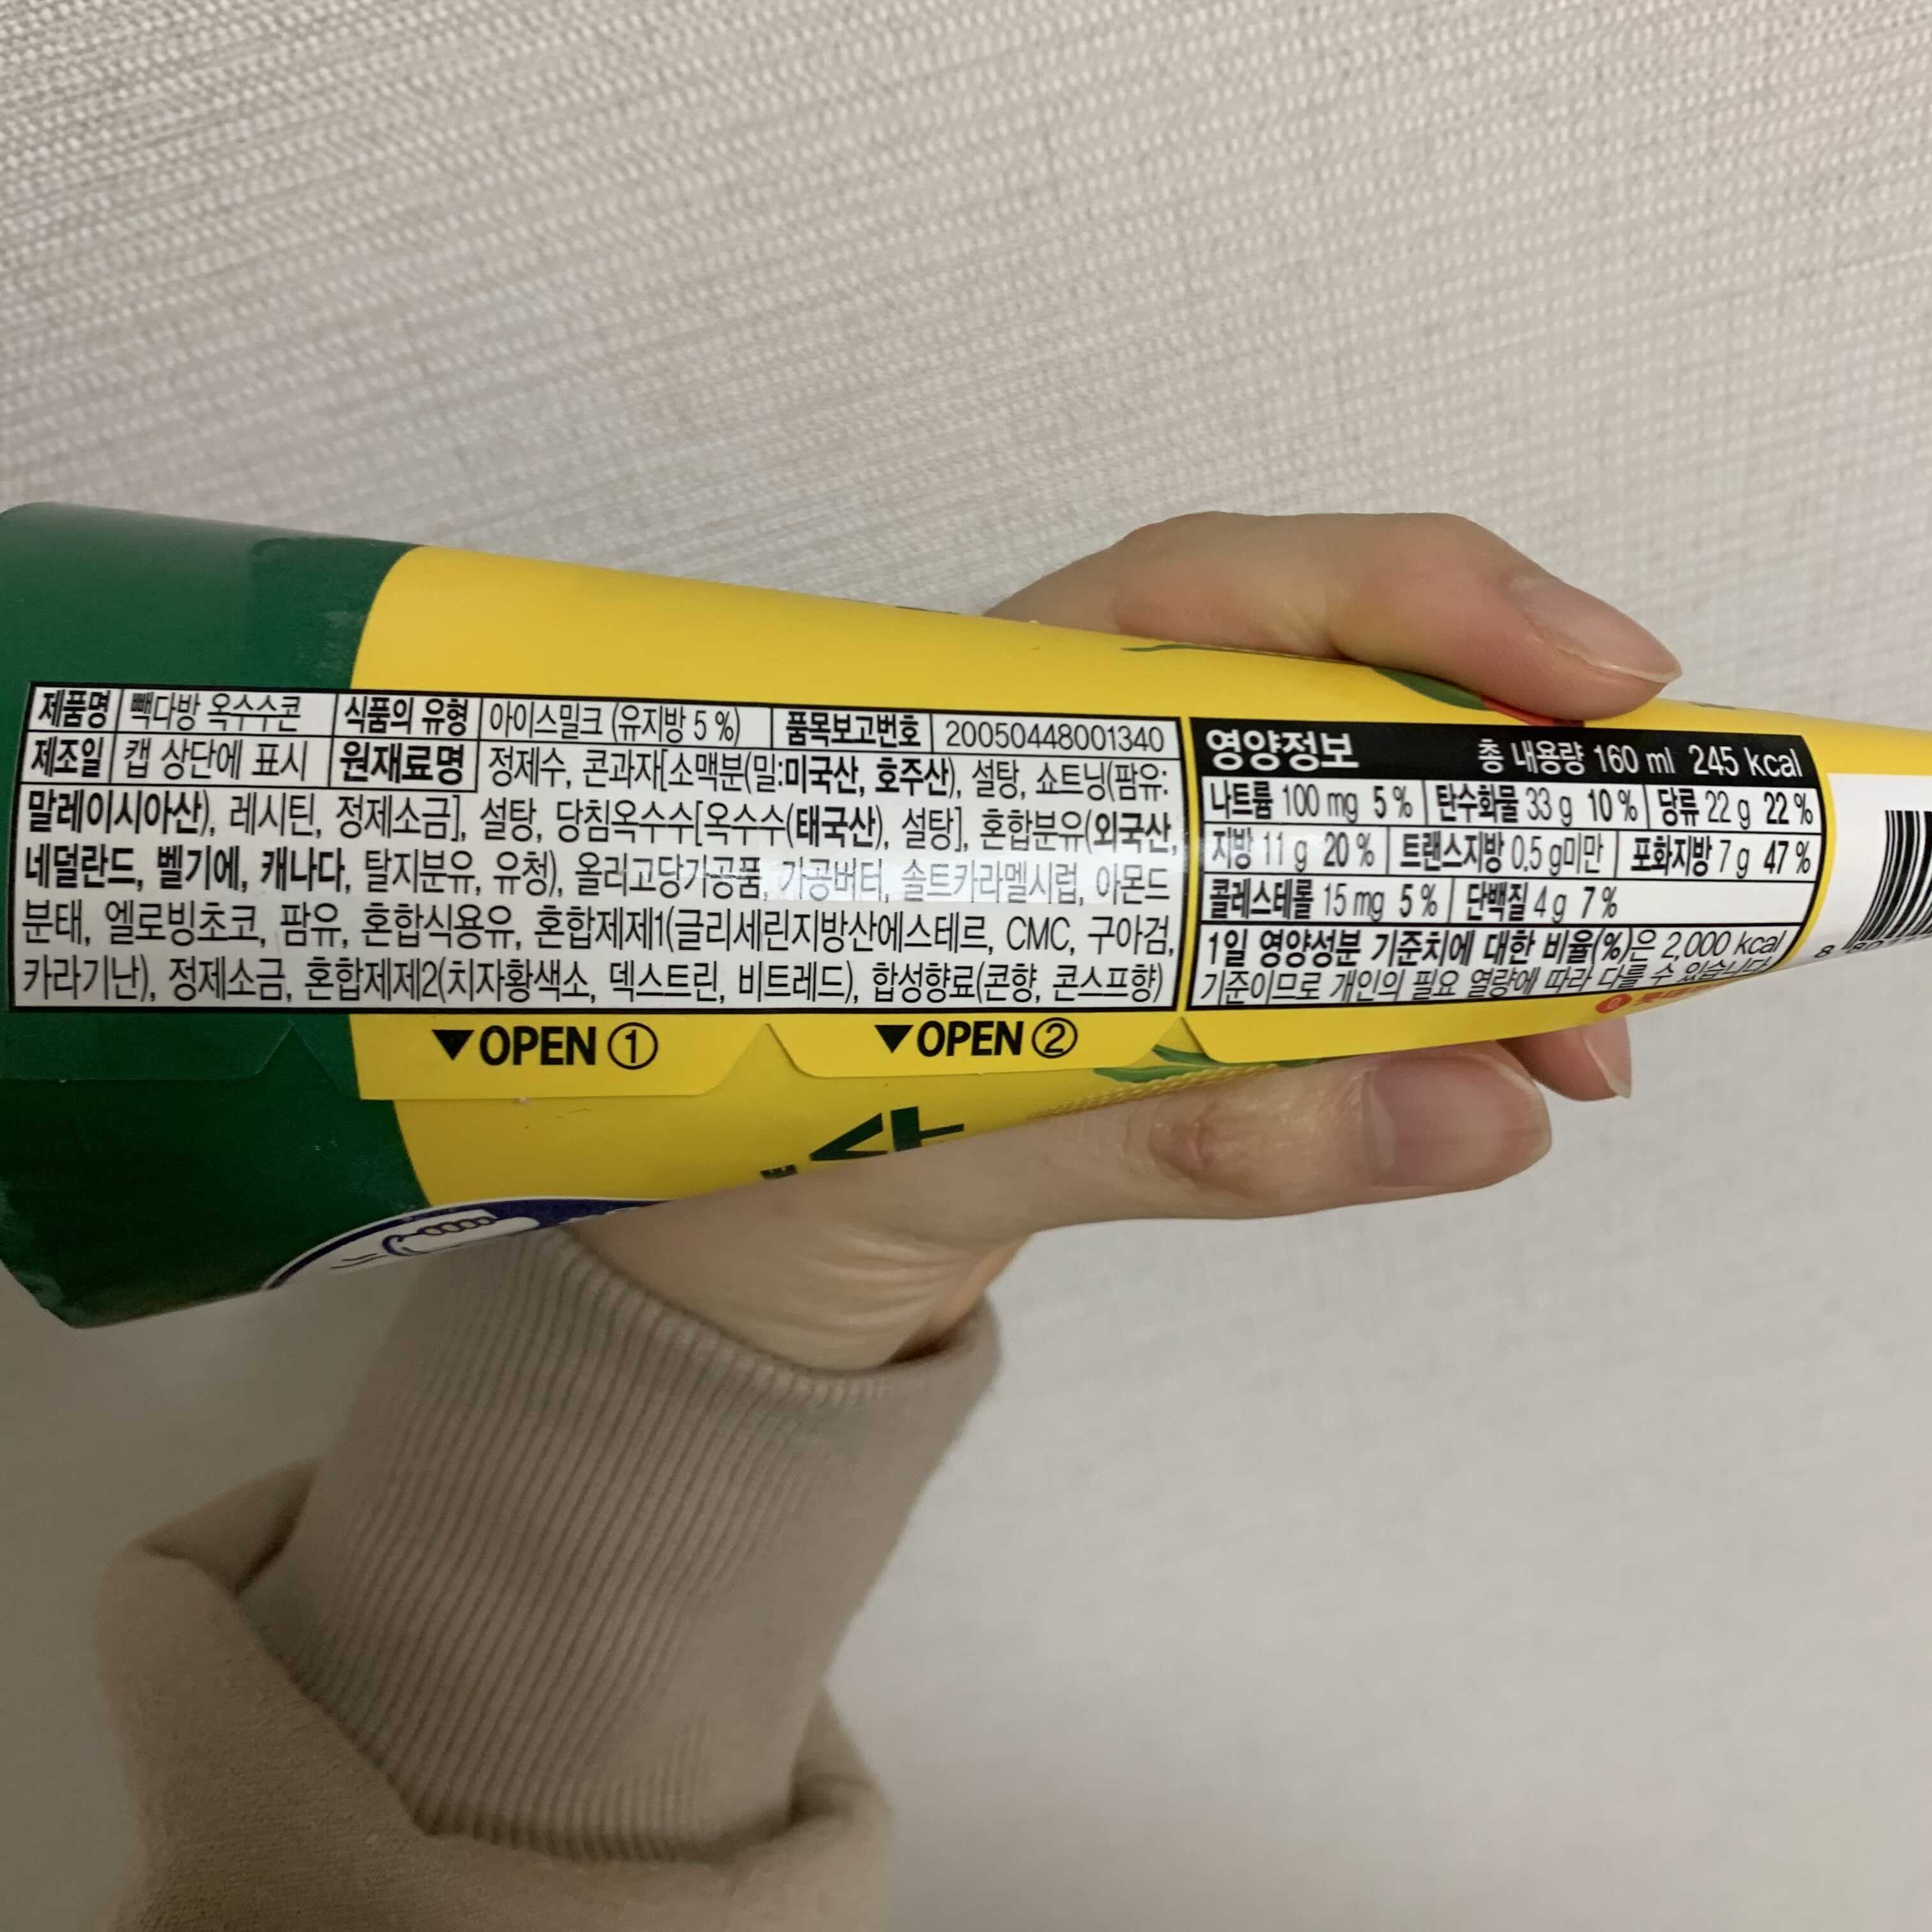 제품명 빽다방 옥수수콘 식품의 유형 아이스밀크 (유지방 5 %) 품목보고번호 20050448001340
제조일 캡 상단에 표시 원재료명 정제수, 콘과자[소맥분(밀:미국산, 호주산), 설탕, 쇼트닝(팜유:
말레이시아산), 레시틴, 정제소금], 설탕, 당침옥수수[옥수수(태국산), 설탕], 혼합분유(외국산,
네덜란드, 벨기에, 캐나다, 탈지분유, 유청), 올리고당가공품, 가공버터, 솔트카라멜시럽, 아몬드
분태, 옐로빙초코, 팜유, 혼합식용유, 혼합제제1(글리세린지방산에스테르, CMC, 구아검,
카라기난), 정제소금, 혼합제제2(치자황색소, 덱스트린, 비트레드), 합성향료(콘향, 콘스프향)
영양정보 총 내용량 160 ml 245 kcal
나트륨 100 mg 5 % 탄수화물 33 g 10 % 당류 22 g 22 %
지방 11 g 20 % 트랜스지방 0.5 g미만 포화지방 7 g 47 %
콜레스테롤 15 mg 5 % 단백질 4 g 7 %
1일 영양성분 기준치에 대한 비율(%)은 2,000 kcal
기준이므로 개인의 필요 열량에 따라 다를 수 있습니다
▼OPEN ①
▼OPEN ②
수
8